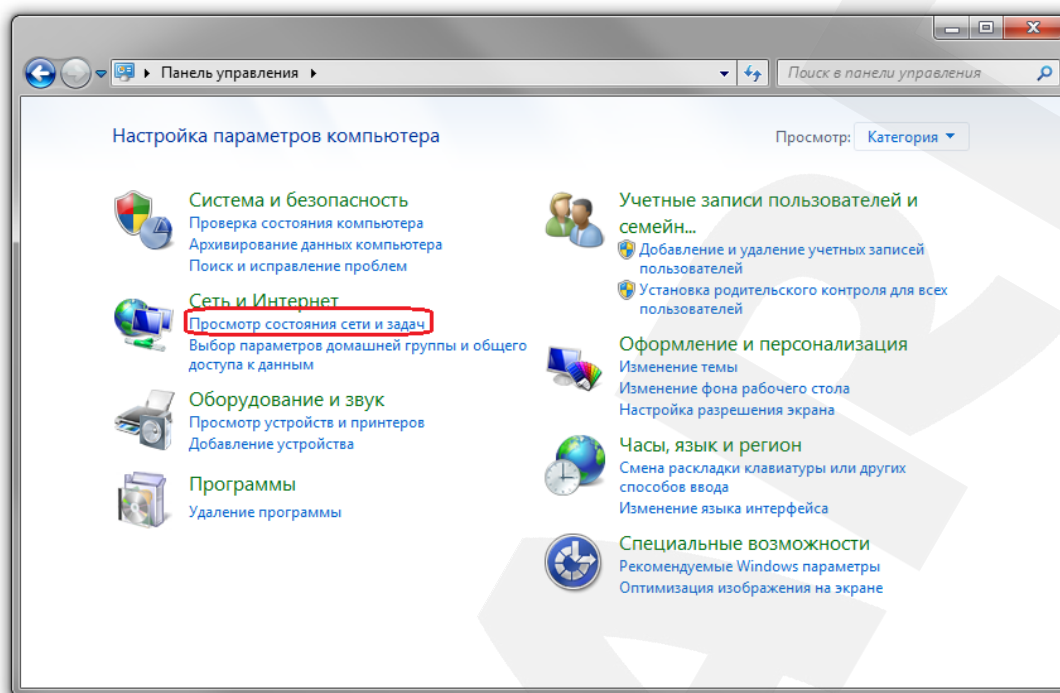 Панель управления
Поиск в панели управления
Настройка параметров компьютера
Просмотр: Категория
Система и безопасность
Проверка состояния компьютера
Архивирование данных компьютера
Поиск и исправление проблем
Сеть и Интернет
Просмотр состояния сети и задач
Выбор параметров домашней группы и общего
доступа к данным
Оборудование и звук
Просмотр устройств и принтеров
Добавление устройства
Программы
Удаление программы
Учетные записи пользователей и
семейн...
Добавление и удаление учетных записей
пользователей
Установка родительского контроля для всех
пользователей
Оформление и персонализация
Изменение темы
Изменение фона рабочего стола
Настройка разрешения экрана
Часы, язык и регион
Смена раскладки клавиатуры или других
способов ввода
Изменение языка интерфейса
Специальные возможности
Рекомендуемые Windows параметры
Оптимизация изображения на экране